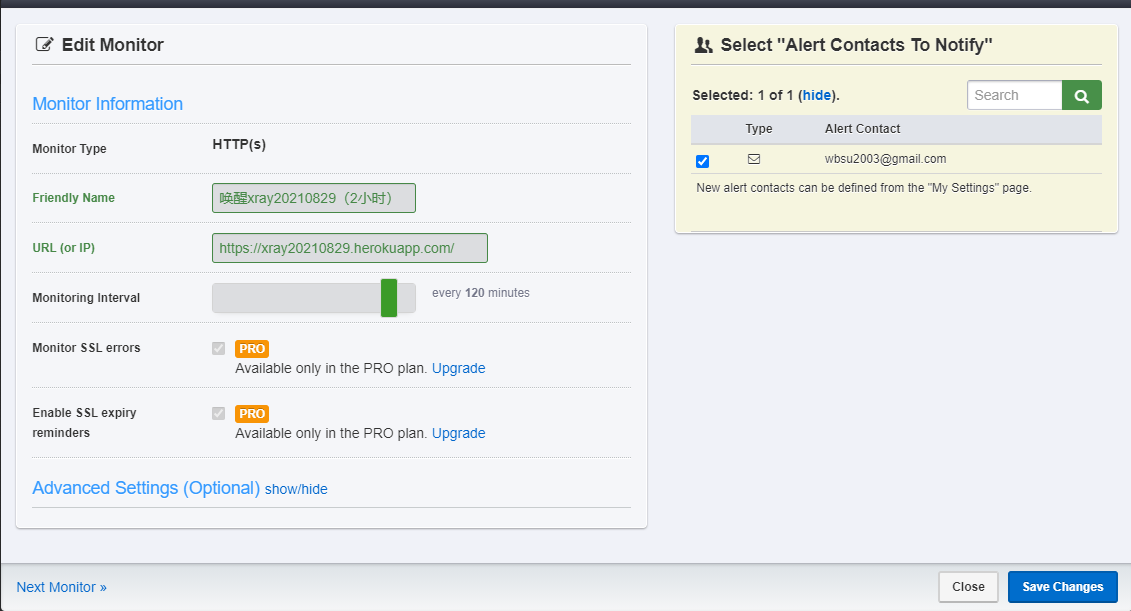 Edit Monitor
Monitor Information
Monitor Type
HTTP(s)
Friendly Name
唤醒xray20210829（2小时）
URL (or IP)
https://xray20210829.herokuapp.com/
Monitoring Interval
every 120 minutes
Monitor SSL errors
PRO
Available only in the PRO plan. Upgrade
Enable SSL expiry
reminders
PRO
Available only in the PRO plan. Upgrade
Advanced Settings (Optional) show/hide
Select "Alert Contacts To Notify"
Selected: 1 of 1 (hide).
Search
Type Alert Contact
wbsu2003@gmail.com
New alert contacts can be defined from the "My Settings" page.
Next Monitor »
Close
Save Changes